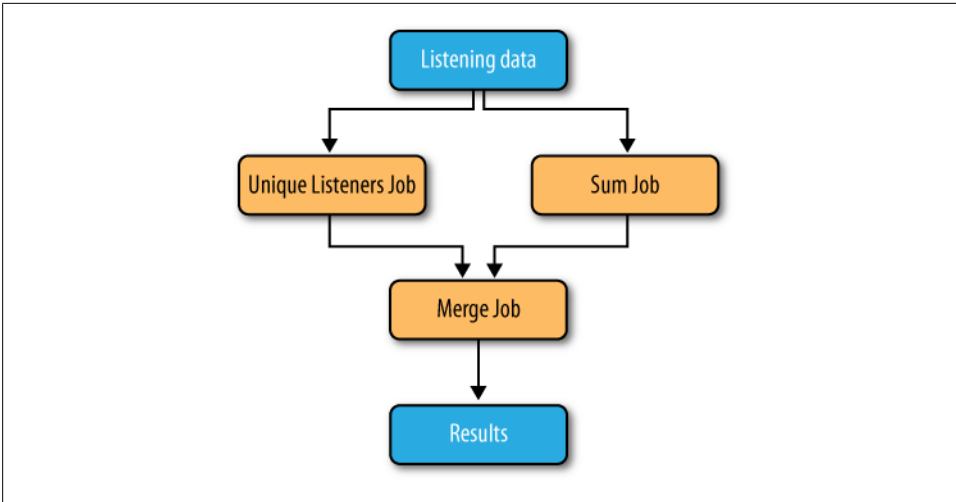 Listening data
Unique Listeners Job
Sum Job
Merge Job
Results